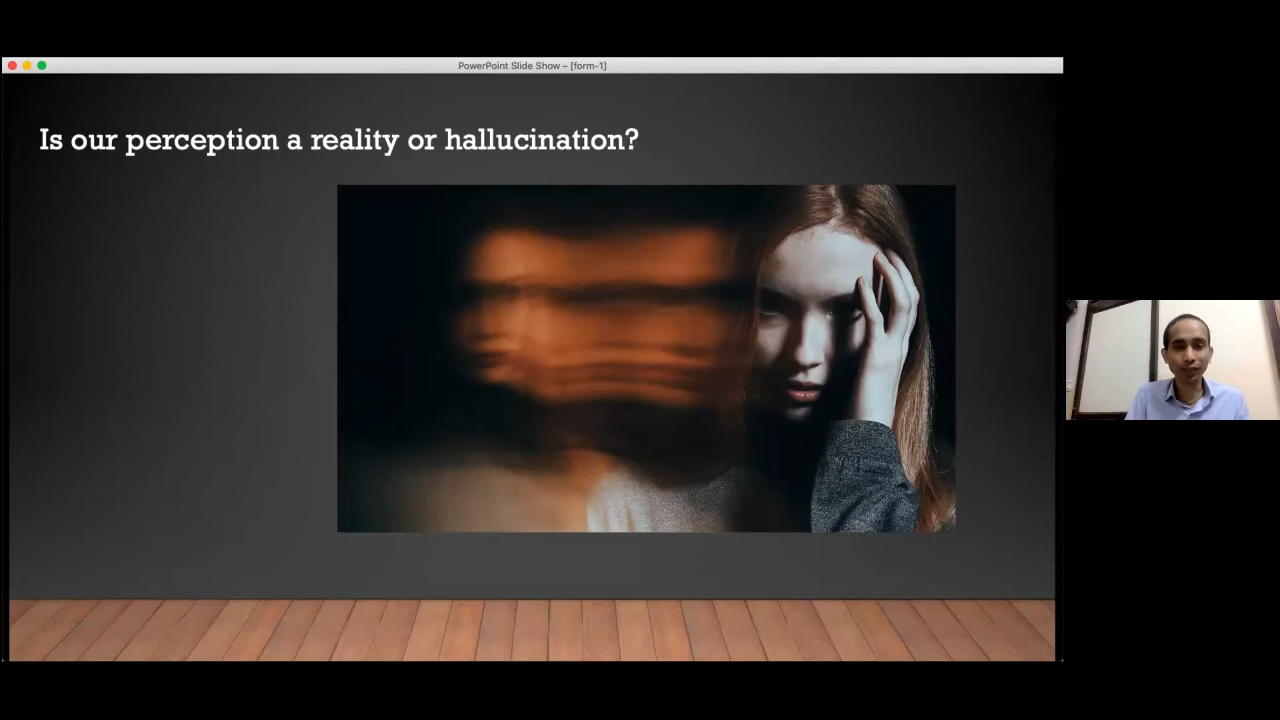 PowerPoint Slide Show – [form-1]
Is our perception a reality or hallucination?